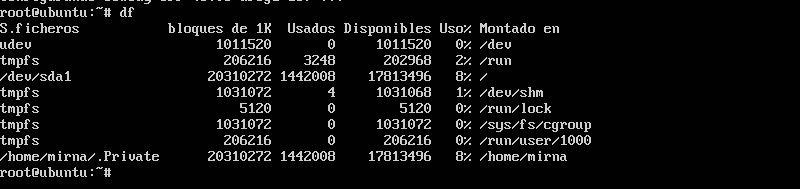 root@ubuntu:~# df
S.ficheros bloques de 1K Usados Disponibles Uso% Montado en
udev 1011520 0 1011520 0% /dev
tmpfs 206216 3248 202968 2% /run
/dev/sda1 20310272 1442008 17813496 8% /
tmpfs 1031072 4 1031068 1% /dev/shm
tmpfs 5120 0 5120 0% /run/lock
tmpfs 1031072 0 1031072 0% /sys/fs/cgroup
tmpfs 206216 0 206216 0% /run/user/1000
/home/mirna/.Private 20310272 1442008 17813496 8% /home/mirna
root@ubuntu:~#